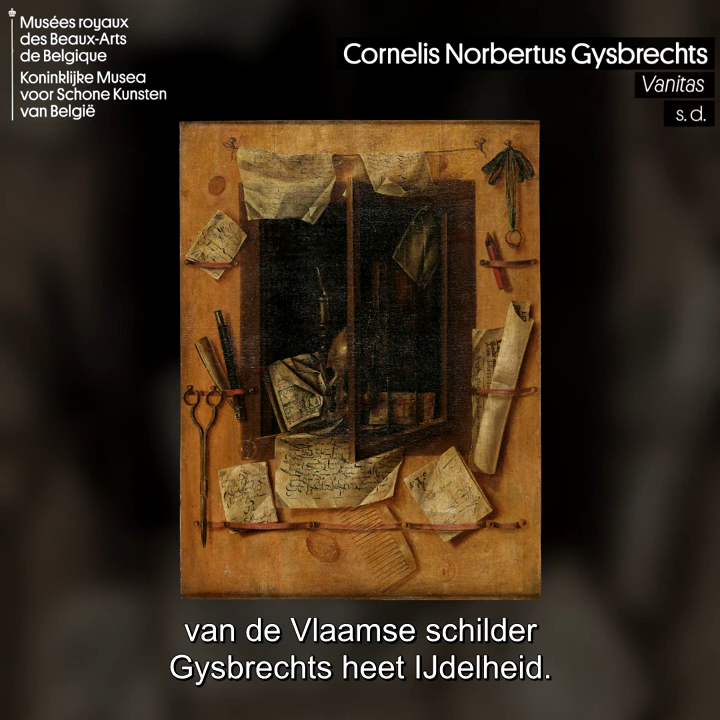 Musées royaux
des Beaux-Arts
de Belgique
Koninklijke Musea
voor Schone Kunsten
van België
Cornelis Norbertus Gysbrechts
Vanitas
s. d.
van de Vlaamse schilder
Gysbrechts heet IJdelheid.